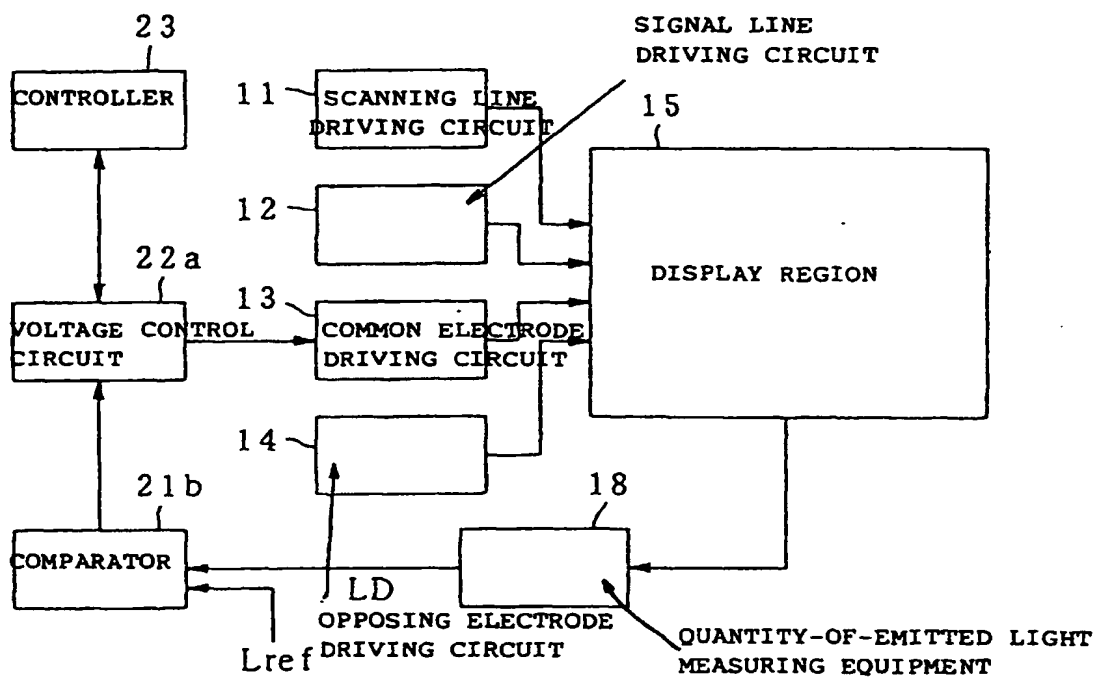 23
SIGNAL LINE
DRIVING CIRCUIT
CONTROLLER
11
SCANNING LINE
DRIVING CIRCUIT
15
12
DISPLAY REGION
22a
13
VOLTAGE CONTROL
CIRCUIT
COMMON ELECTRODE
DRIVING CIRCUIT
14
21b
18
COMPARATOR
LD
OPPOSING ELECTRODE
DRIVING CIRCUIT
Lref
QUANTITY-OF-EMITTED LIGHT
MEASURING EQUIPMENT